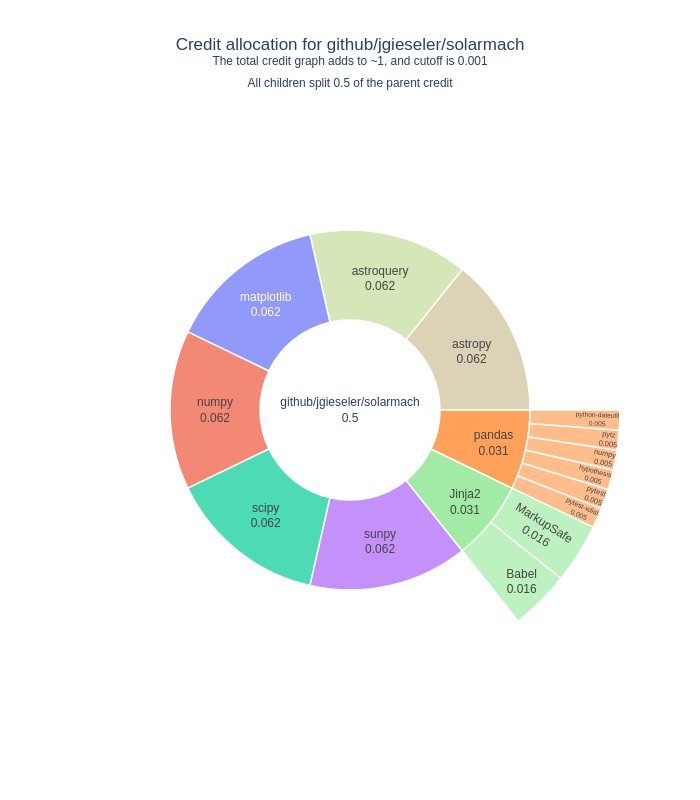 Credit allocation for github/jgieseler/solarmach
The total credit graph adds to ~1, and cutoff is 0.001
All children split 0.5 of the parent credit
astroquery
0.062
matplotlib
0.062
astropy
0.062
numpy
0.062
github/jgieseler/solarmach
0.5
pandas
0.031
python-dateutil
0.005
pytz
0.005
numpy
0.005
hypothesis
0.005
pytest
0.005
pytest-xdist
0.005
Jinja2
0.031
MarkupSafe
0.016
Babel
0.016
scipy
0.062
sunpy
0.062